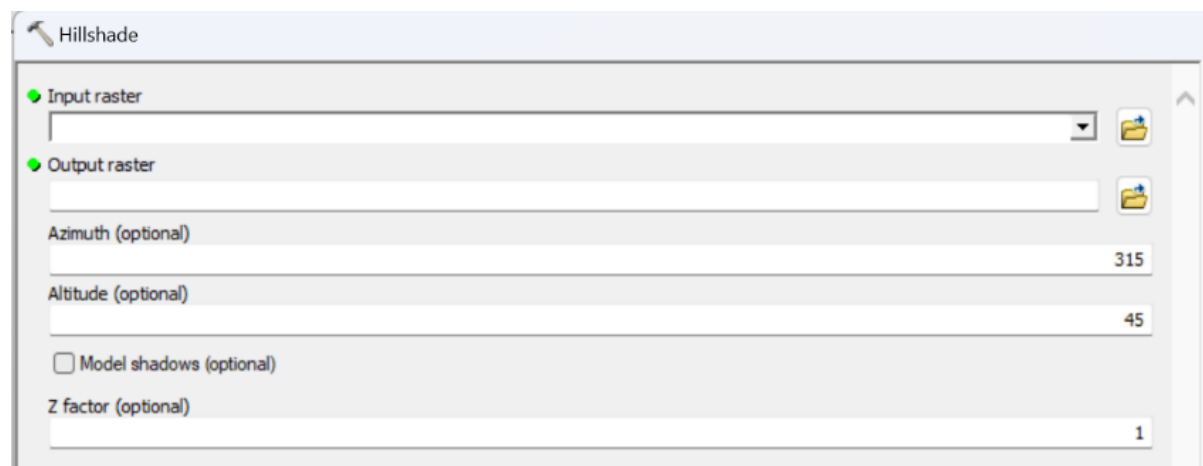 Hillshade
Input raster
Output raster
Azimuth (optional)
315
Altitude (optional)
45
Model shadows (optional)
Z factor (optional)
1